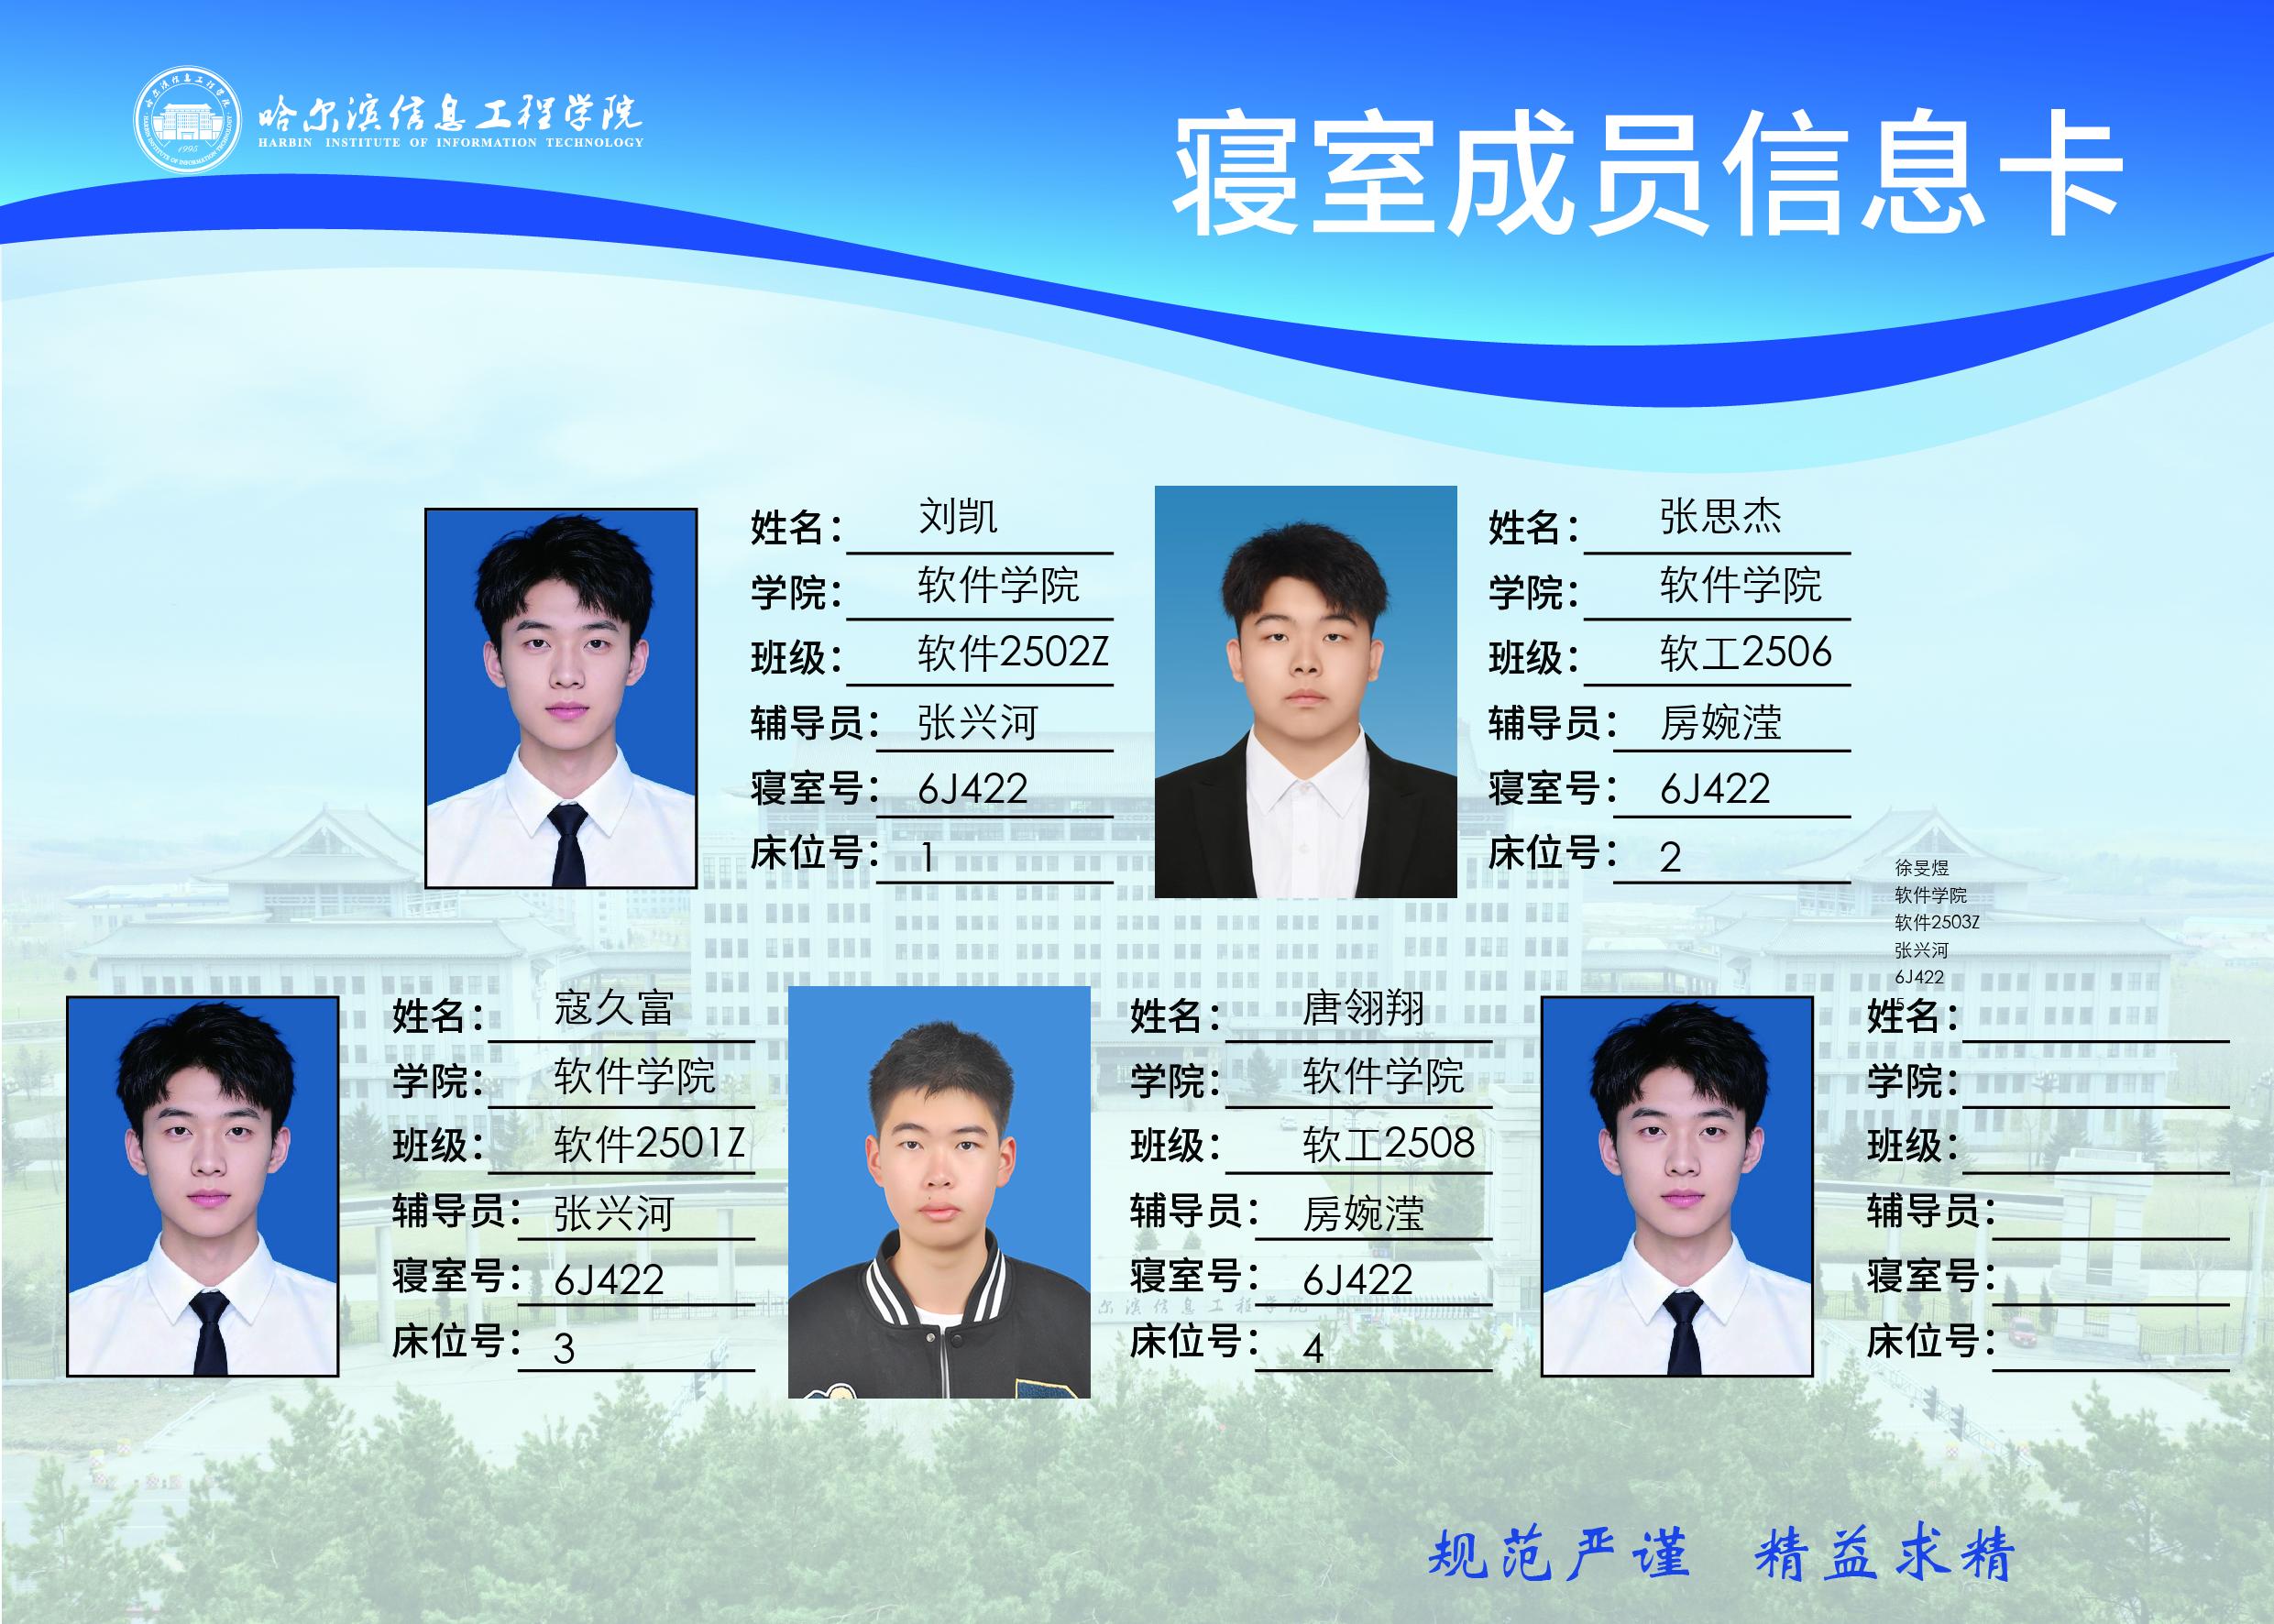 哈尔滨信息工程学院
HARBIN INSTITUTE OF INFORMATION TECHNOLOGY
1995
寝室成员信息卡
姓名： 刘凯
学院： 软件学院
班级： 软件2502Z
辅导员： 张兴河
寝室号： 6J422
床位号： 1
姓名： 张思杰
学院： 软件学院
班级： 软工2506
辅导员： 房婉滢
寝室号： 6J422
床位号： 2
徐旻煜
软件学院
软件2503Z
张兴河
6J422
5
姓名： 寇久富
学院： 软件学院
班级： 软件2501Z
辅导员： 张兴河
寝室号： 6J422
床位号： 3
姓名： 唐翎翔
学院： 软件学院
班级： 软工2508
辅导员： 房婉滢
寝室号： 6J422
床位号： 4
姓名：
学院：
班级：
辅导员：
寝室号：
床位号：
尔滨信息工程学院
规范严谨 精益求精